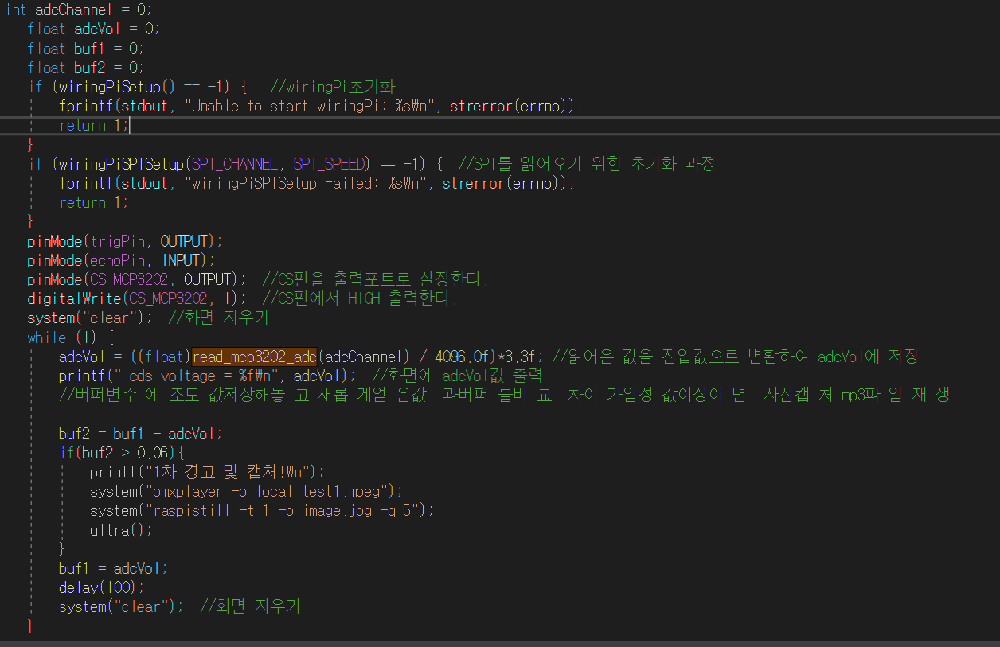 int adcChannel = 0;
float adcVol = 0;
float buf1 = 0;
float buf2 = 0;
if (wiringPiSetup() == -1) { //wiringPi초기화
fprintf(stdout, "Unable to start wiringPi: %s₩n", strerror(errno));
return 1;
}
if (wiringPiSPISetup(SPI_CHANNEL, SPI_SPEED) == -1) { //SPI를 읽어오기 위한 초기화 과정
fprintf(stdout, "wiringPiSPISetup Failed: %s₩n", strerror(errno));
return 1;
}
pinMode(trigPin, OUTPUT);
pinMode(echoPin, INPUT);
pinMode(CS_MCP3202, OUTPUT); //CS핀을 출력포트로 설정한다.
digitalWrite(CS_MCP3202, 1); //CS핀에서 HIGH 출력한다.
system("clear"); //화면 지우기
while (1) {
adcVol = ((float)read_mcp3202_adc(adcChannel) / 4096.0f)*3.3f; //읽어온 값을 전압값으로 변환하여 adcVol에 저장
printf(" cds voltage = %f₩n", adcVol); //화면에 adcVol값 출력
//버퍼변수 에 조도 값저장해놓 고 새롭 게얻 은값 과버퍼 를비 교 차이 가일정 값이상이 면 사진캡 쳐 mp3파 일 재 생
buf2 = buf1 - adcVol;
if(buf2 > 0.06){
printf("1차 경고 및 캡처!₩n");
system("omxplayer -o local test1.mpeg");
system("raspistill -t 1 -o image.jpg -q 5");
ultra();
}
buf1 = adcVol;
delay(100);
system("clear"); //화면 지우기
}